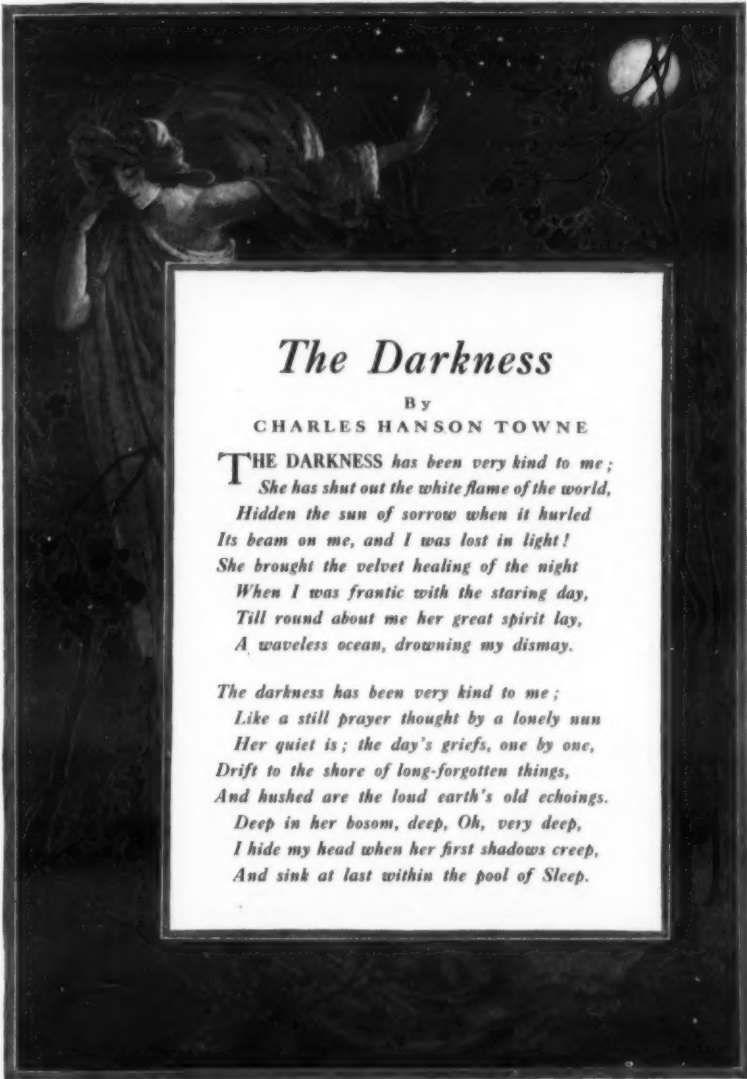 The Darkness
By
CHARLES HANSON TOWNE
THE DARKNESS has been very kind to me;
She has shut out the white flame of the world,
Hidden the sun of sorrow when it hurled
Its beam on me, and I was lost in light!
She brought the velvet healing of the night
When I was frantic with the staring day,
Till round about me her great spirit lay,
A waveless ocean, drowning my dismay.

The darkness has been very kind to me;
Like a still prayer thought by a lonely nun
Her quiet is; the day's griefs, one by one,
Drift to the shore of long-forgotten things,
And hushed are the loud earth's old echoings.
Deep in her bosom, deep, Oh, very deep,
I hide my head when her first shadows creep,
And sink at last within the pool of Sleep.